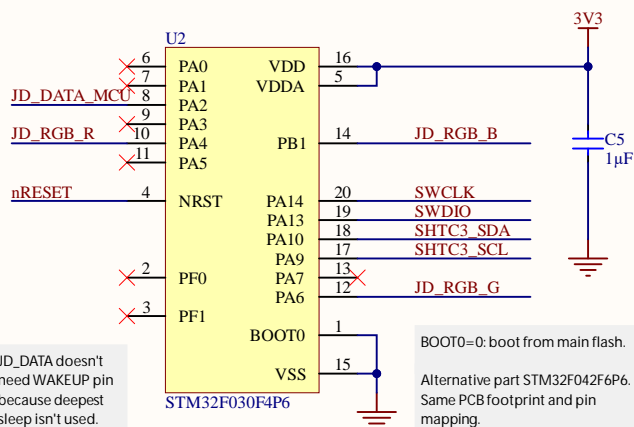 3V3
U2
6 PA0 VDD 16
7 PA1 VDDA 5
JD_DATA_MCU 8 PA2
9 PA3
JD_RGB_R 10 PA4 PB1 14 JD_RGB_B
11 PA5
C5
1µF
nRESET 4 NRST PA14 20 SWCLK
PA13 19 SWDIO
PA10 18 SHTC3_SDA
PA9 17 SHTC3_SCL
2 PF0 PA7 13
PA6 12 JD_RGB_G
3 PF1
BOOT0 1
VSS 15
STM32F030F4P6
JD_DATA doesn't
need WAKEUP pin
because deepest
sleep isn't used.
BOOT0=0: boot from main flash.
Alternative part STM32F042F6P6.
Same PCB footprint and pin
mapping.